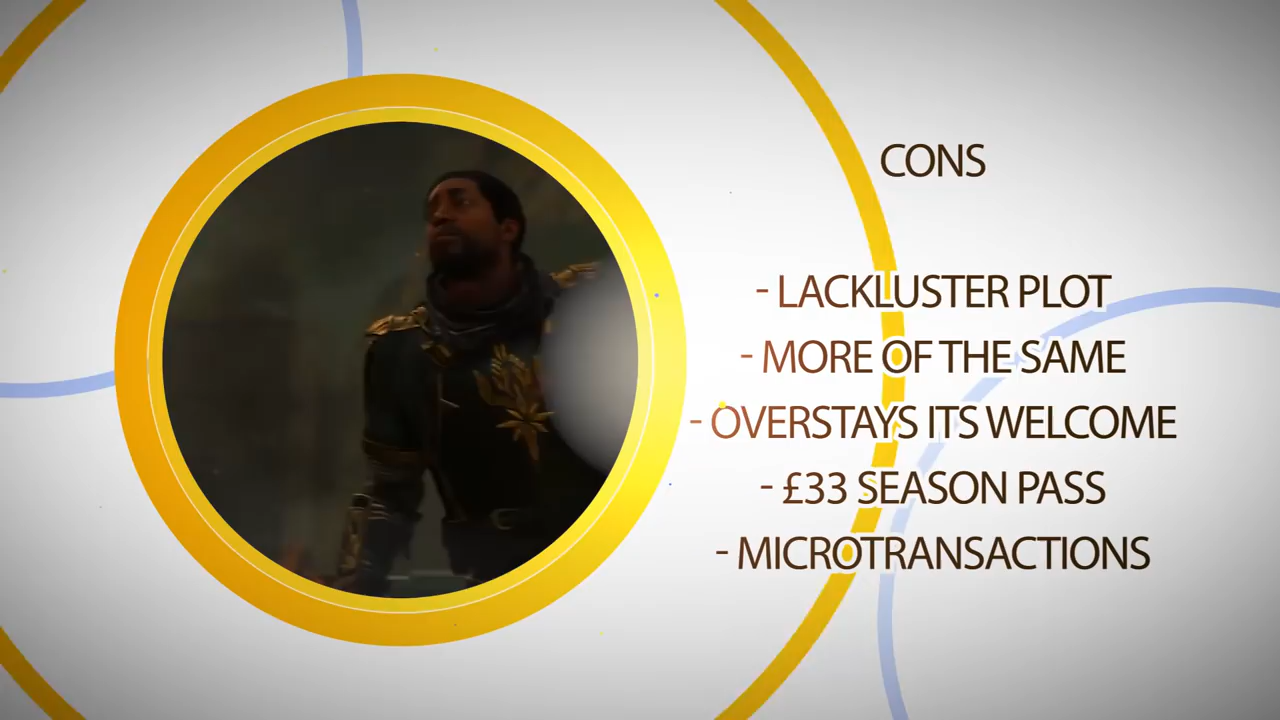 CONS
- LACKLUSTER PLOT
- MORE OF THE SAME
- OVERSTAYS ITS WELCOME
- £33 SEASON PASS
- MICROTRANSACTIONS